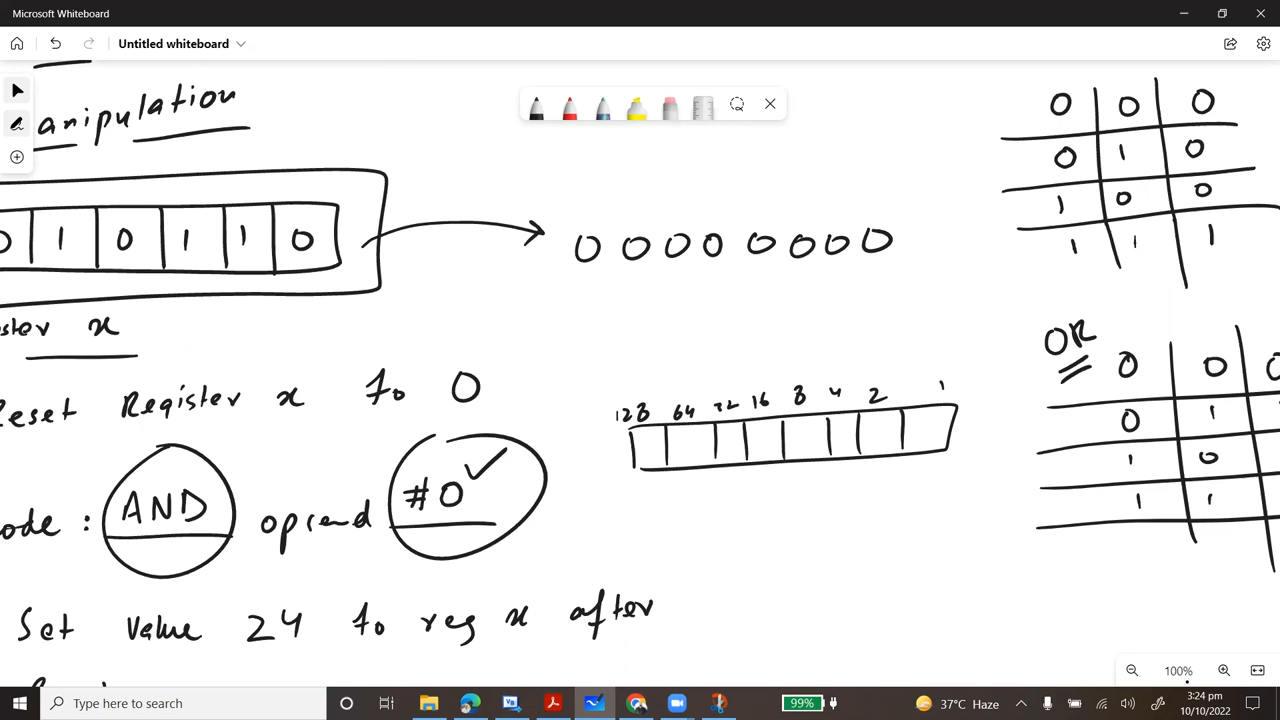 Microsoft Whiteboard
Untitled whiteboard
anipulation
0 1 0 1 1 0
0 0 0 0 0 0 0 0
0 0 0
0 1 0
1 0 0
1 1 1
ster x
OR
0 0 0
0 1
1 0
1 1
Reset Register x to 0
128 64 32 16 8 4 2 1
ode : AND operand #0
Set value 24 to reg x after
100%
Type here to search
99%
37°C Haze
3:24 pm
10/10/2022